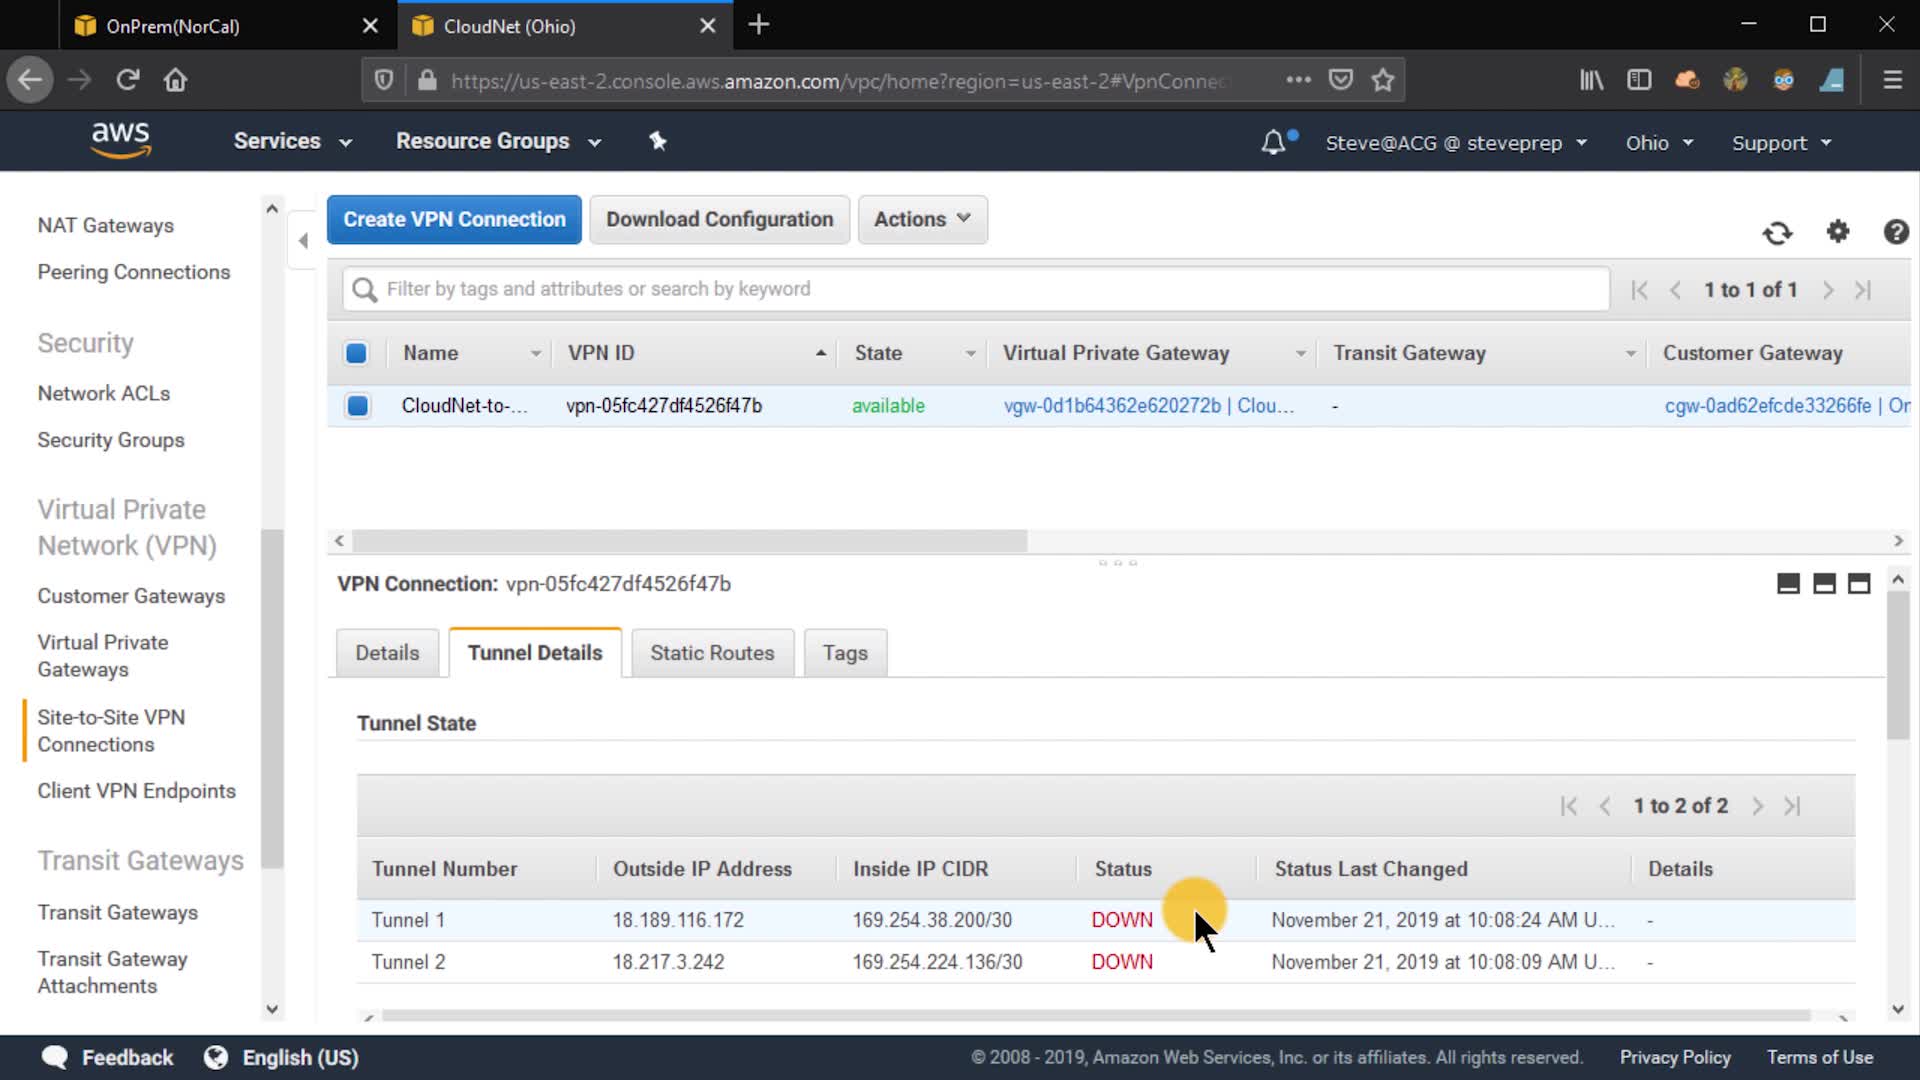 OnPrem(NorCal)
CloudNet (Ohio)
https://us-east-2.console.aws.amazon.com/vpc/home?region=us-east-2#VpnConnec
aws
Services
Resource Groups
Steve@ACG @ steveprep
Ohio
Support
NAT Gateways
Peering Connections
Security
Network ACLs
Security Groups
Virtual Private
Network (VPN)
Customer Gateways
Virtual Private
Gateways
Site-to-Site VPN
Connections
Client VPN Endpoints
Transit Gateways
Transit Gateways
Transit Gateway
Attachments
Create VPN Connection
Download Configuration
Actions
Filter by tags and attributes or search by keyword
1 to 1 of 1
Name
VPN ID
State
Virtual Private Gateway
Transit Gateway
Customer Gateway
CloudNet-to-...
vpn-05fc427df4526f47b
available
vgw-0d1b64362e620272b | Clou...
-
cgw-0ad62efcde33266fe | Or
VPN Connection: vpn-05fc427df4526f47b
Details
Tunnel Details
Static Routes
Tags
Tunnel State
1 to 2 of 2
Tunnel Number
Outside IP Address
Inside IP CIDR
Status
Status Last Changed
Details
Tunnel 1
18.189.116.172
169.254.38.200/30
DOWN
November 21, 2019 at 10:08:24 AM U...
-
Tunnel 2
18.217.3.242
169.254.224.136/30
DOWN
November 21, 2019 at 10:08:09 AM U...
-
Feedback
English (US)
© 2008 - 2019, Amazon Web Services, Inc. or its affiliates. All rights reserved.
Privacy Policy
Terms of Use